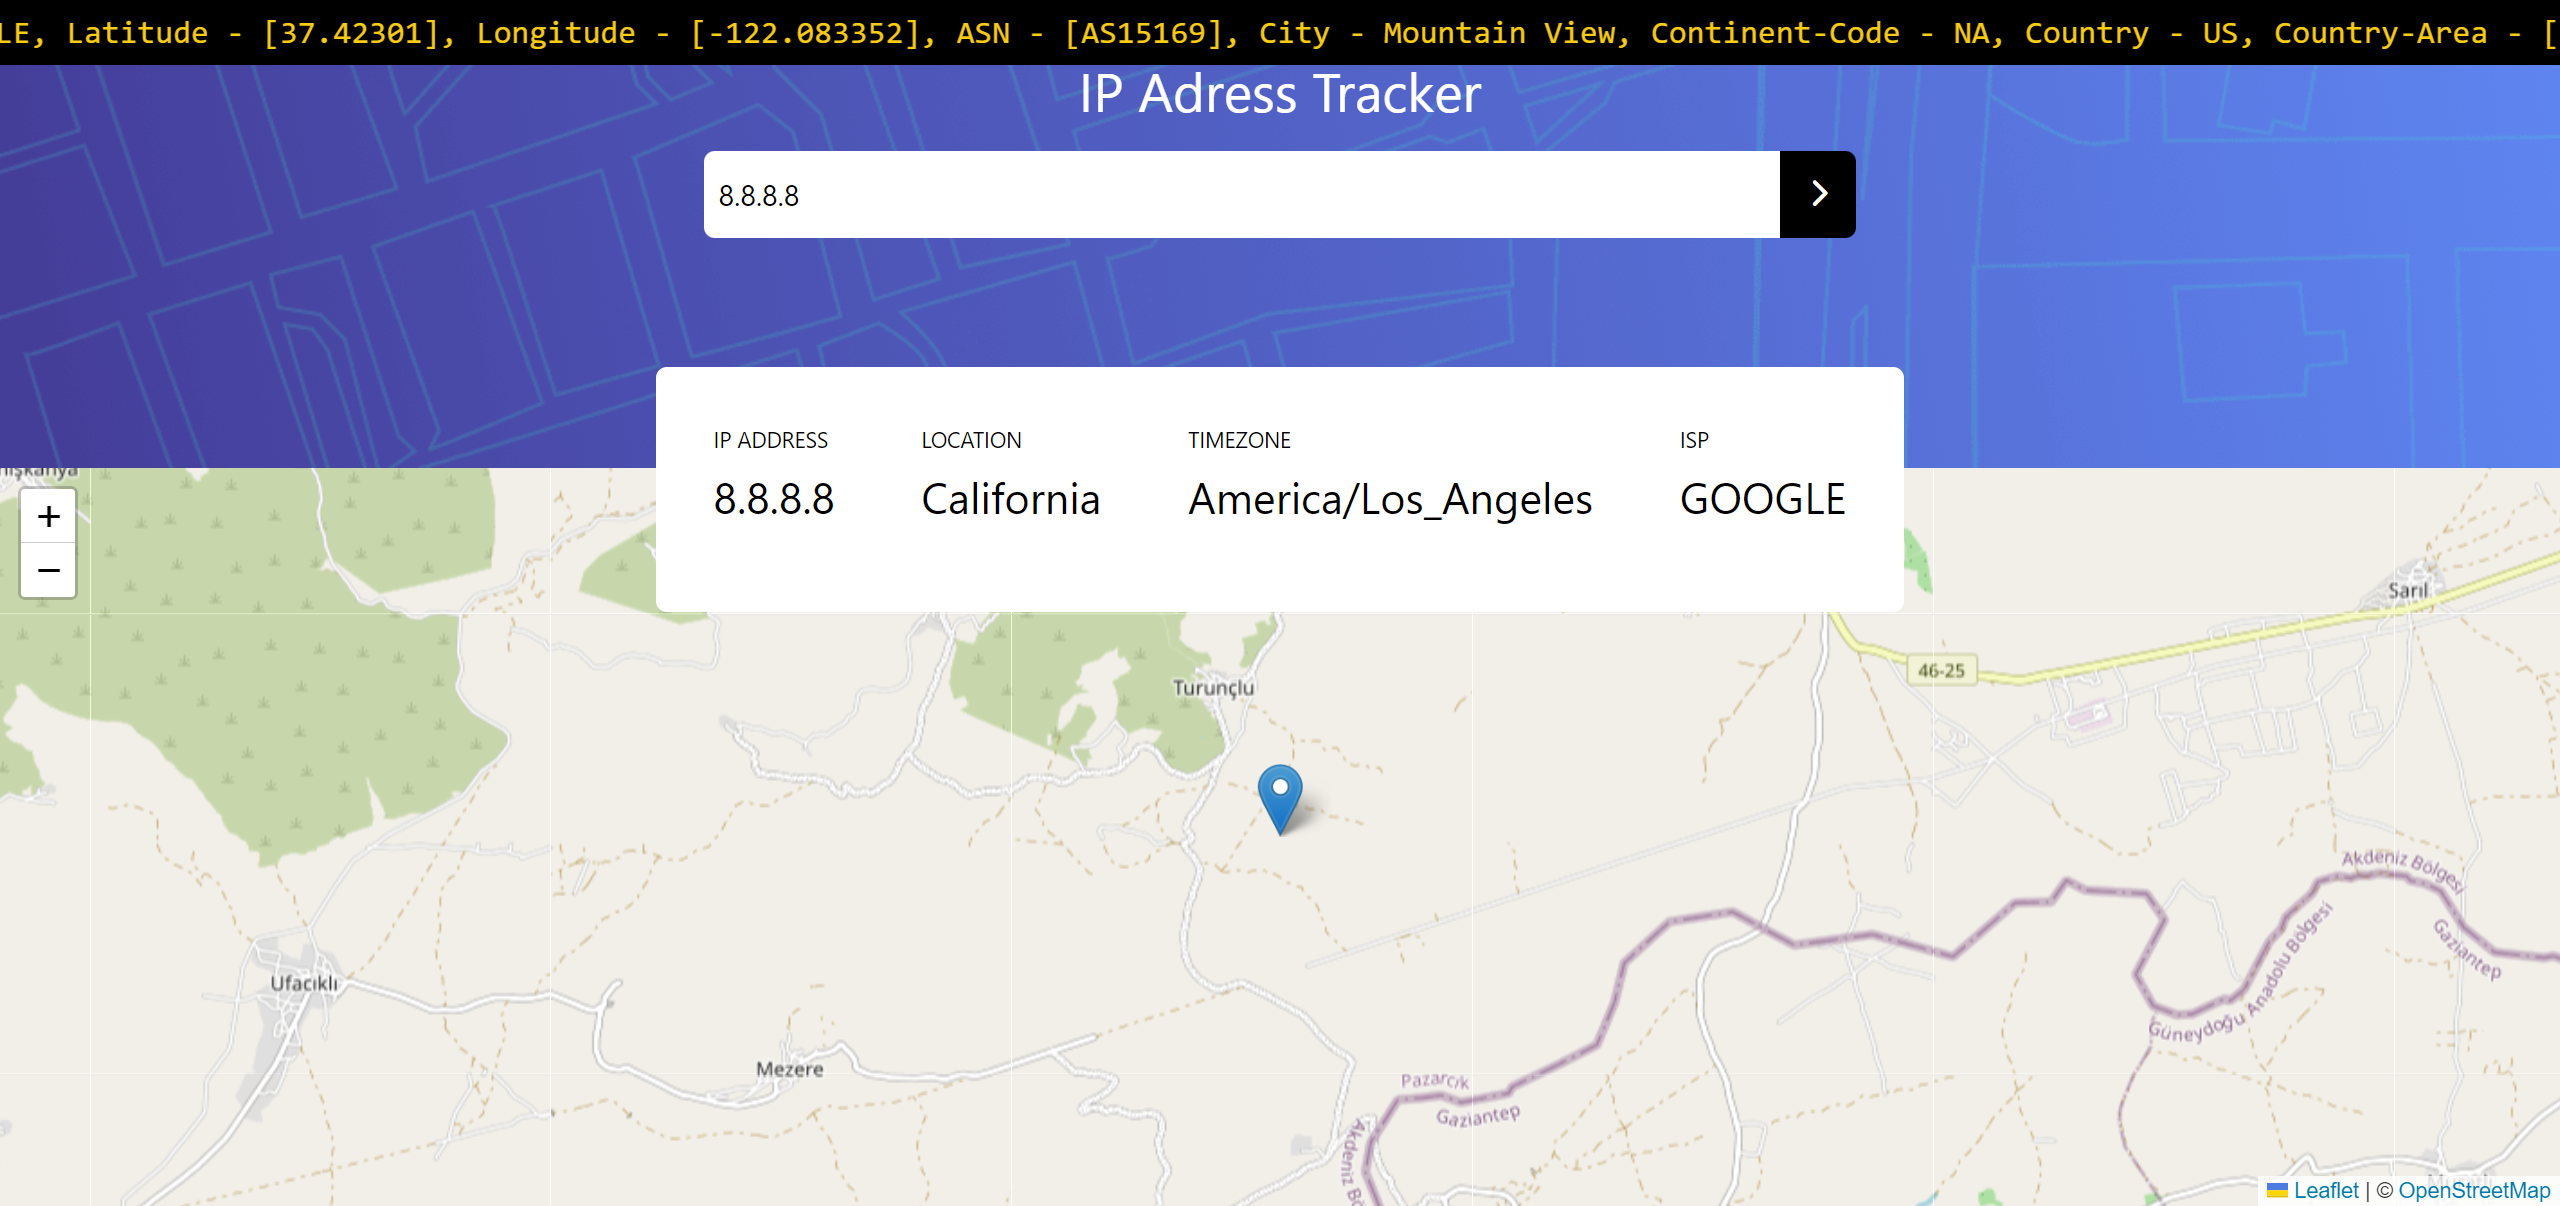 LE, Latitude - [37.42301], Longitude - [-122.083352], ASN - [AS15169], City - Mountain View, Continent-Code - NA, Country - US, Country-Area - [
IP Adress Tracker
8.8.8.8
IP ADDRESS
8.8.8.8
LOCATION
California
TIMEZONE
America/Los_Angeles
ISP
GOOGLE
+
−
Sarıl
46-25
Turunçlu
Akdeniz Bölgesi
Güneydoğu Anadolu Bölgesi
Gaziantep
Ufacıklı
Mezere
Pazarcık
Gaziantep
Akdeniz Bö
Leaflet | © OpenStreetMap